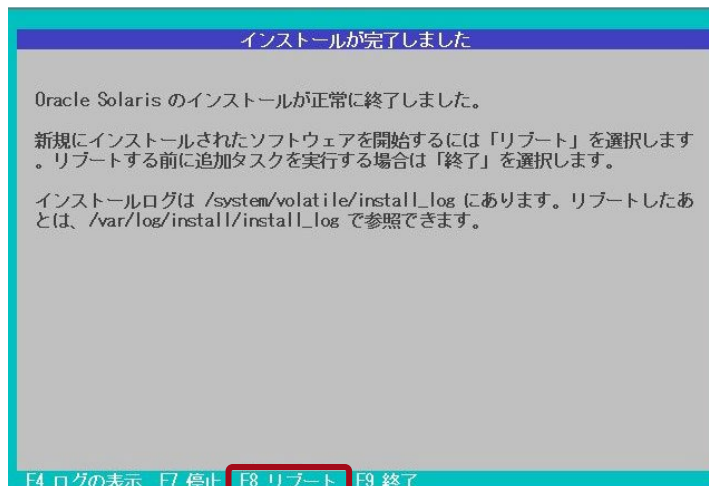 インストールが完了しました
Oracle Solaris のインストールが正常に終了しました。
新規にインストールされたソフトウェアを開始するには「リブート」を選択します
。リブートする前に追加タスクを実行する場合は「終了」を選択します。
インストールログは /system/volatile/install_log にあります。リブートしたあ
とは、/var/log/install/install_log で参照できます。
F4 ログの表示 F7 停止 F8 リブート F9 終了